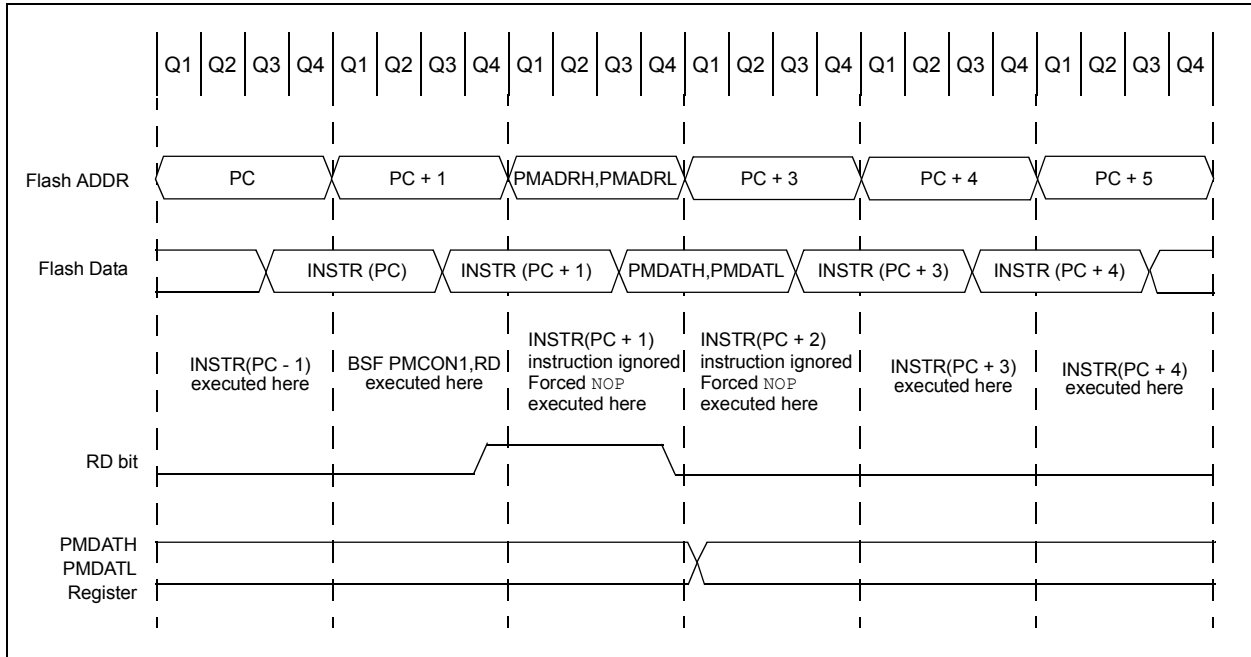 Q1 Q2 Q3 Q4 Q1 Q2 Q3 Q4 Q1 Q2 Q3 Q4 Q1 Q2 Q3 Q4 Q1 Q2 Q3 Q4 Q1 Q2 Q3 Q4
Flash ADDR
PC
PC + 1
PMADRH,PMADRL
PC + 3
PC + 4
PC + 5
Flash Data
INSTR (PC)
INSTR (PC + 1)
PMDATH,PMDATL
INSTR (PC + 3)
INSTR (PC + 4)
INSTR(PC - 1)
executed here
BSF PMCON1,RD
executed here
INSTR(PC + 1)
instruction ignored
Forced NOP
executed here
INSTR(PC + 2)
instruction ignored
Forced NOP
executed here
INSTR(PC + 3)
executed here
INSTR(PC + 4)
executed here
RD bit
PMDATH
PMDATL
Register